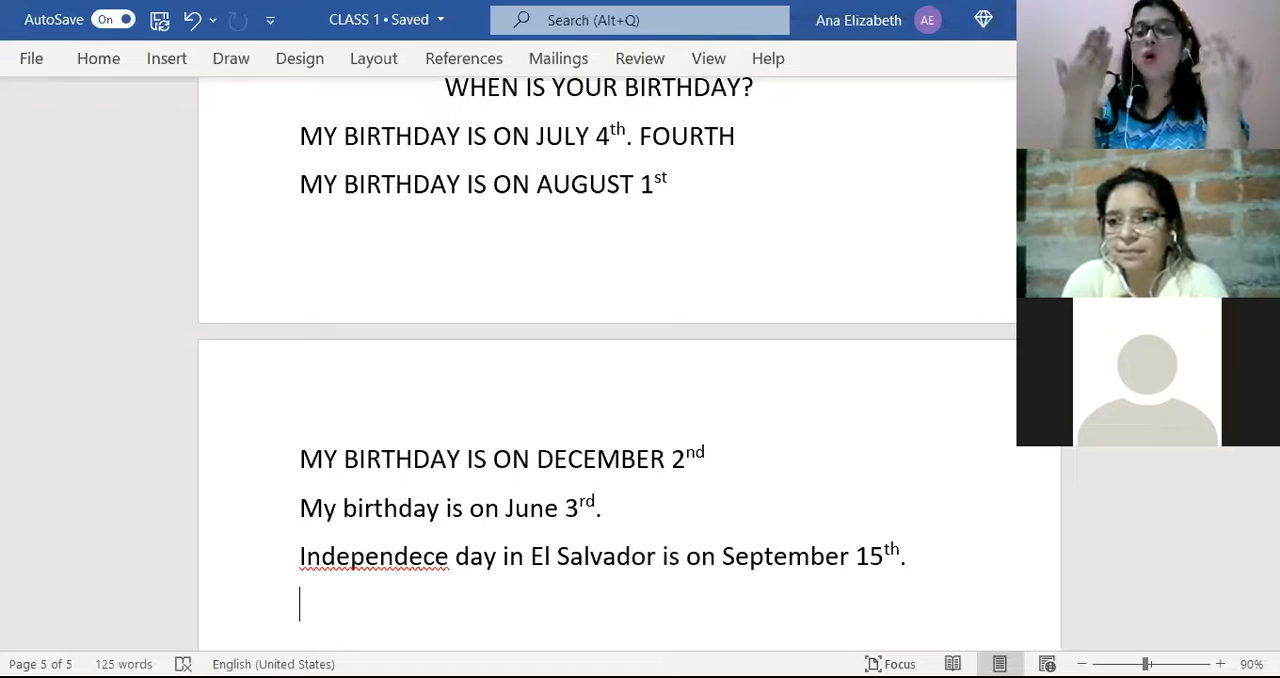 AutoSave On CLASS 1 • Saved Search (Alt+Q) Ana Elizabeth AE
File Home Insert Draw Design Layout References Mailings Review View Help
WHEN IS YOUR BIRTHDAY?
MY BIRTHDAY IS ON JULY 4th. FOURTH
MY BIRTHDAY IS ON AUGUST 1st
MY BIRTHDAY IS ON DECEMBER 2nd
My birthday is on June 3rd.
Independece day in El Salvador is on September 15th.
Page 5 of 5 125 words English (United States) Focus 90%